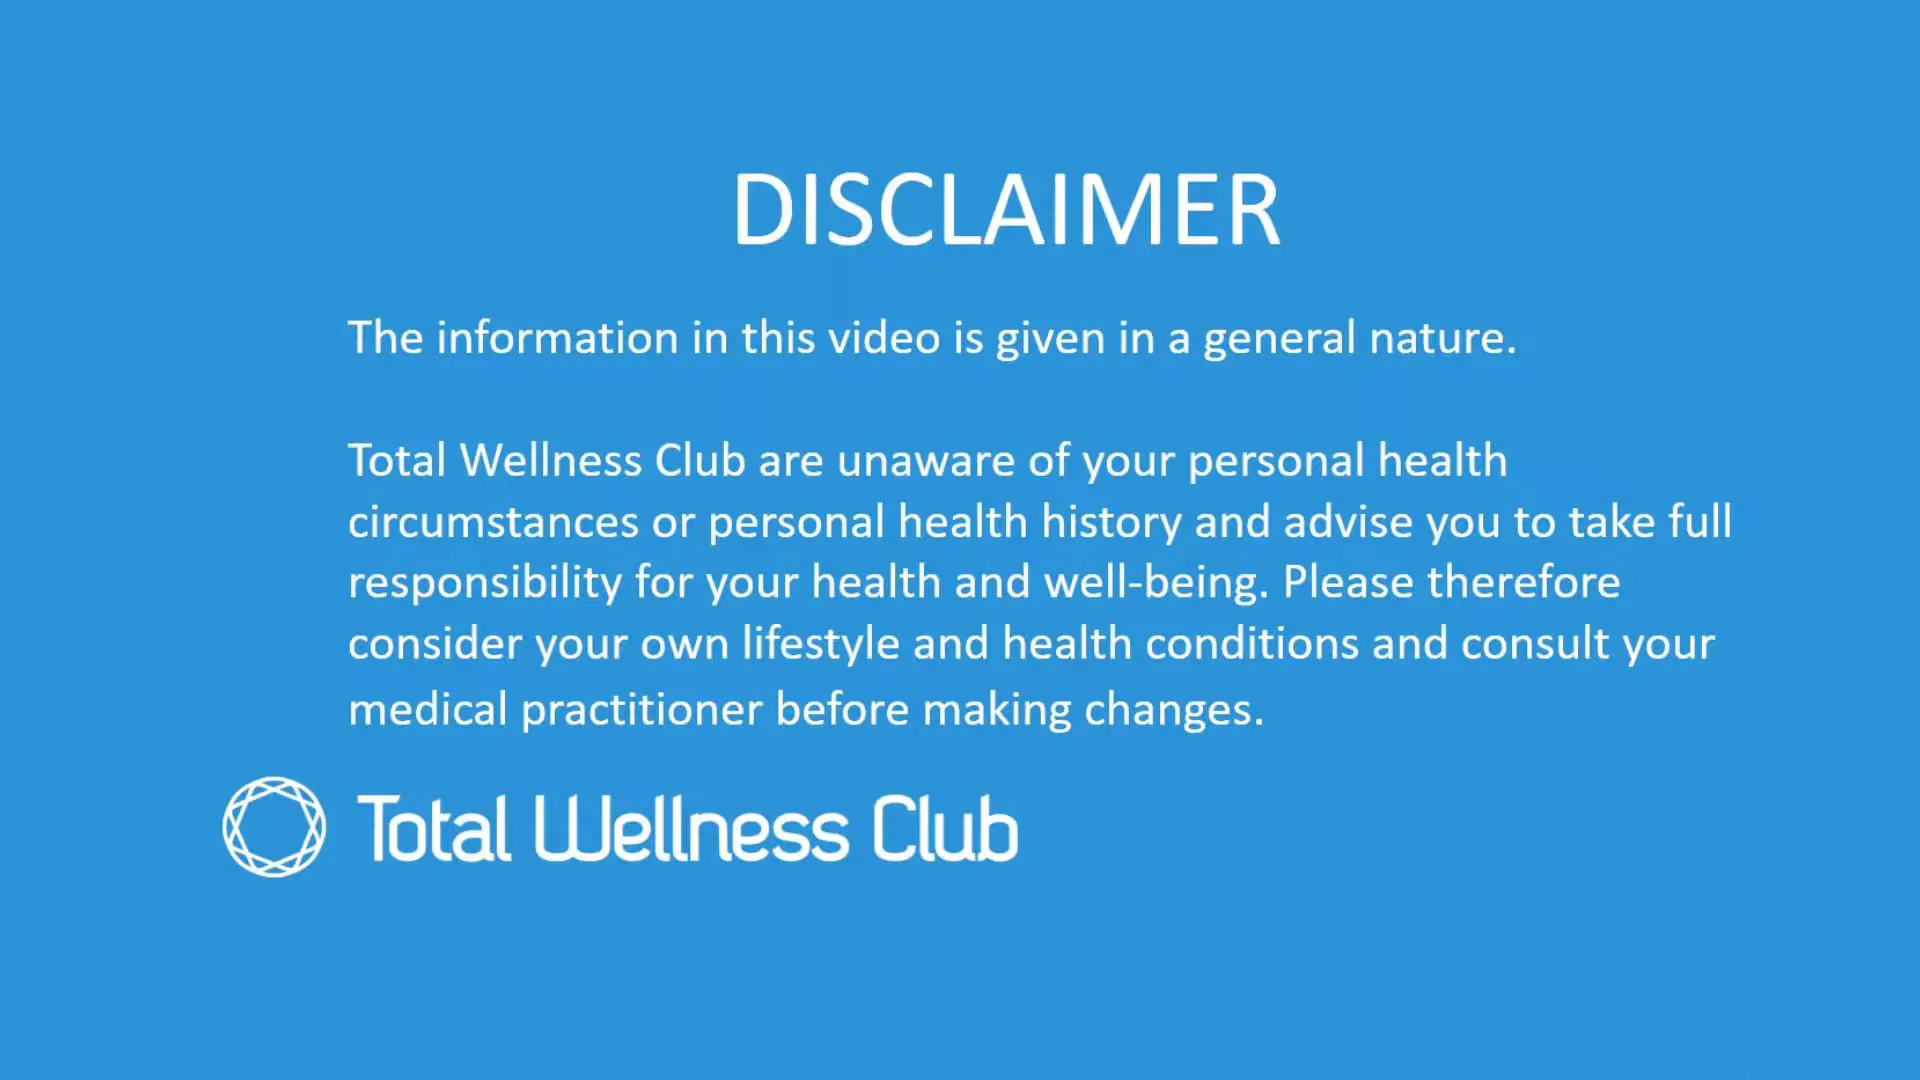 DISCLAIMER
The information in this video is given in a general nature.
Total Wellness Club are unaware of your personal health
circumstances or personal health history and advise you to take full
responsibility for your health and well-being. Please therefore
consider your own lifestyle and health conditions and consult your
medical practitioner before making changes.
Total Wellness Club